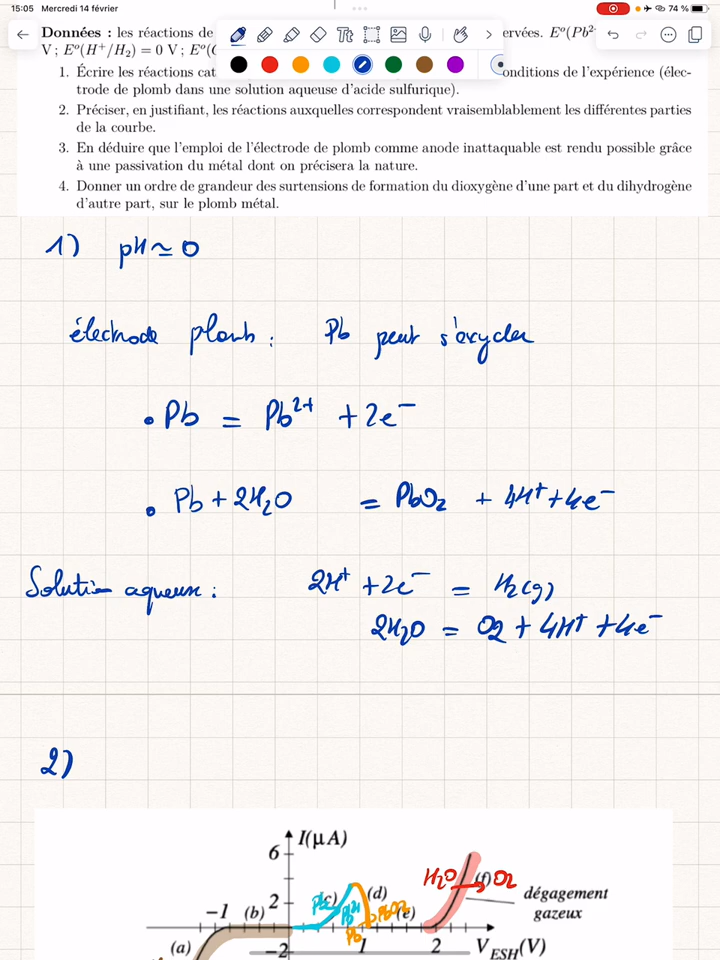 15:05 Mercredi 14 février 74 %
Données : les réactions de ervées. Eº(Pb²
V ; Eº(H⁺/H₂) = 0 V ; Eº(
1. Écrire les réactions cat onditions de l'expérience (élec-
trode de plomb dans une solution aqueuse d'acide sulfurique).
2. Préciser, en justifiant, les réactions auxquelles correspondent vraisemblablement les différentes parties
de la courbe.
3. En déduire que l'emploi de l'électrode de plomb comme anode inattaquable est rendu possible grâce
à une passivation du métal dont on précisera la nature.
4. Donner un ordre de grandeur des surtensions de formation du dioxygène d'une part et du dihydrogène
d'autre part, sur le plomb métal.
1) pH ≃ 0
électrode plomb : Pb peut s'oxyder
• Pb = Pb²⁺ + 2e⁻
• Pb + 2H₂O = PbO₂ + 4H⁺ + 4e⁻
Solution aqueuse : 2H⁺ + 2e⁻ = H₂(g)
2H₂O = O₂ + 4H⁺ + 4e⁻
2)
I(µA)
6
H₂O → O₂
(f)
(d)
dégagement
gazeux
−1 (b) 2 Pb Pb²⁺ PbO₂ (e)
Pb
(a) −2 1 2 V_ESH(V)